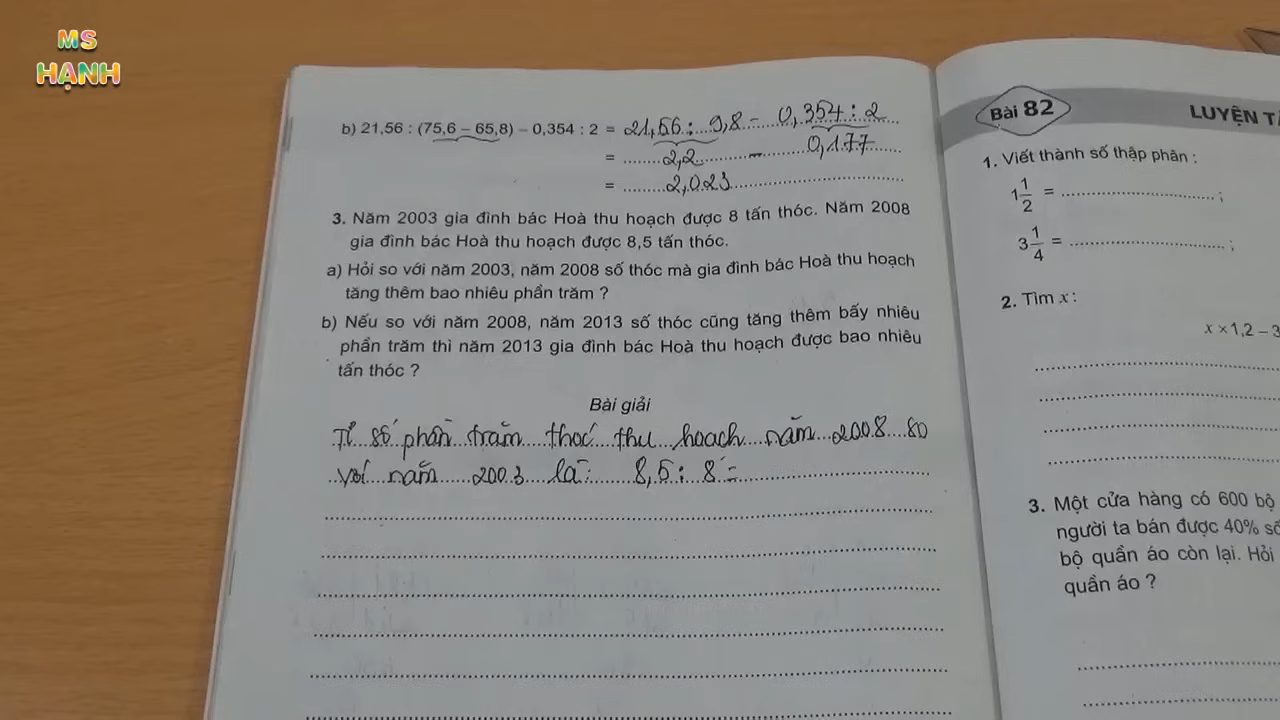 MS
HẠNH
b) 21,56 : (75,6 – 65,8) – 0,354 : 2 = 21,56 : 9,8 – 0,354 : 2
= 2,2 – 0,177
= 2,023
3. Năm 2003 gia đình bác Hoà thu hoạch được 8 tấn thóc. Năm 2008
gia đình bác Hoà thu hoạch được 8,5 tấn thóc.
a) Hỏi so với năm 2003, năm 2008 số thóc mà gia đình bác Hoà thu hoạch
tăng thêm bao nhiêu phần trăm ?
b) Nếu so với năm 2008, năm 2013 số thóc cũng tăng thêm bấy nhiêu
phần trăm thì năm 2013 gia đình bác Hoà thu hoạch được bao nhiêu
tấn thóc ?
Bài giải
Tỉ số phần trăm thóc thu hoạch năm 2008 so
với năm 2003 là: 8,5 : 8 =
Bài 82
LUYỆN T
1. Viết thành số thập phân :
1 1/2 = ;
3 1/4 = ;
2. Tìm x :
x × 1,2 – 3
3. Một cửa hàng có 600 bộ
người ta bán được 40% số
bộ quần áo còn lại. Hỏi
quần áo ?